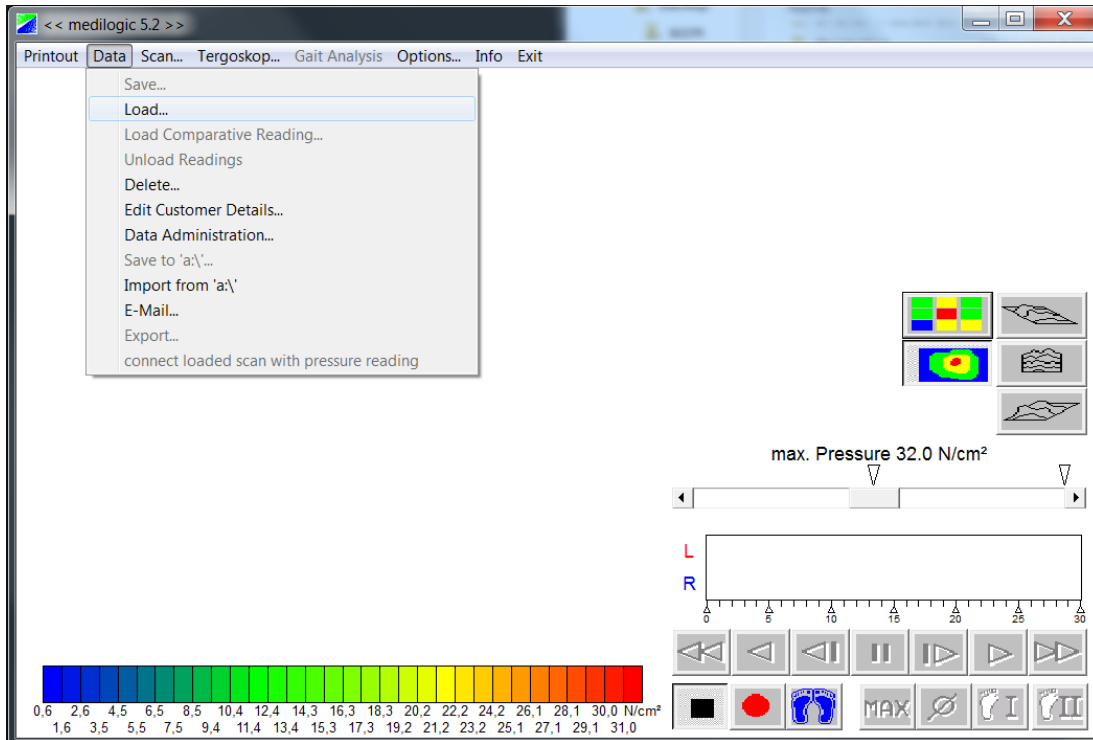 << medilogic 5.2 >>
Printout Data Scan... Tergoskop... Gait Analysis Options... Info Exit
Save...
Load...
Load Comparative Reading...
Unload Readings
Delete...
Edit Customer Details...
Data Administration...
Save to 'a:\'...
Import from 'a:\'
E-Mail...
Export...
connect loaded scan with pressure reading
max. Pressure 32.0 N/cm²
L
R
0 5 10 15 20 25 30
MAX Ø I II
0,6 2,6 4,5 6,5 8,5 10,4 12,4 14,3 16,3 18,3 20,2 22,2 24,2 26,1 28,1 30,0 N/cm²
1,6 3,5 5,5 7,5 9,4 11,4 13,4 15,3 17,3 19,2 21,2 23,2 25,1 27,1 29,1 31,0